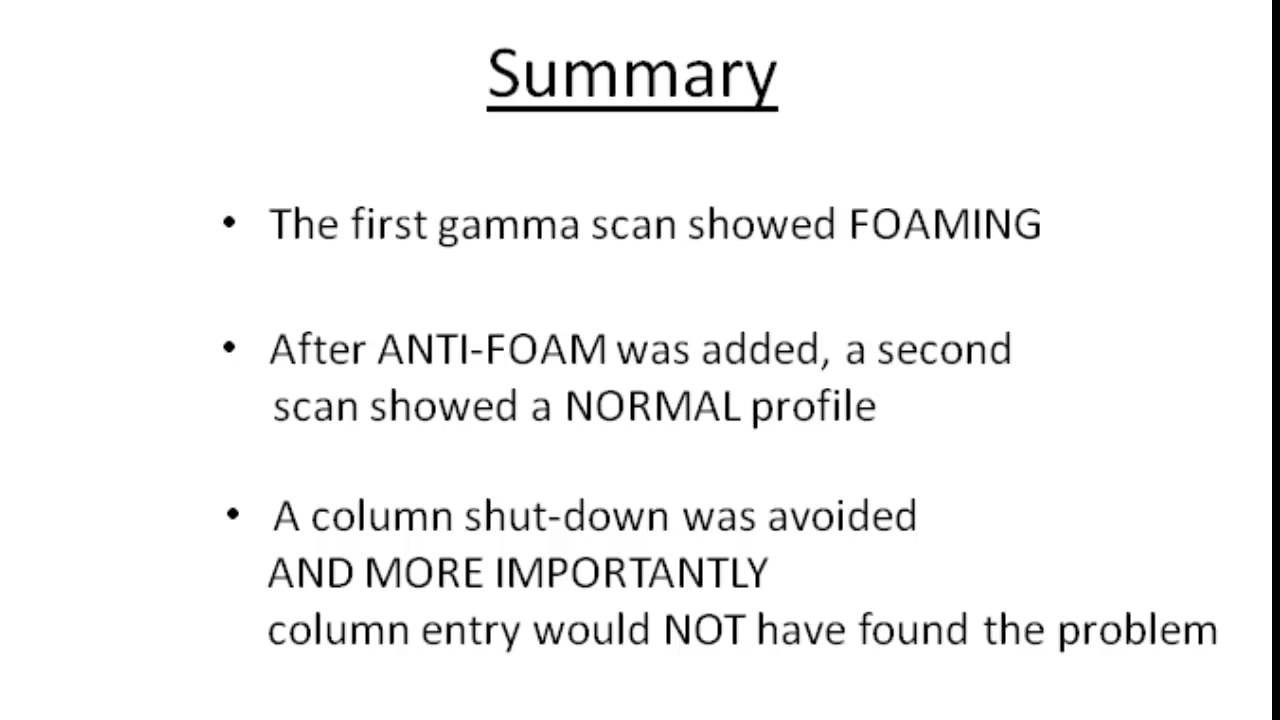 Summary
• The first gamma scan showed FOAMING
• After ANTI-FOAM was added, a second
scan showed a NORMAL profile
• A column shut-down was avoided
AND MORE IMPORTANTLY
column entry would NOT have found the problem